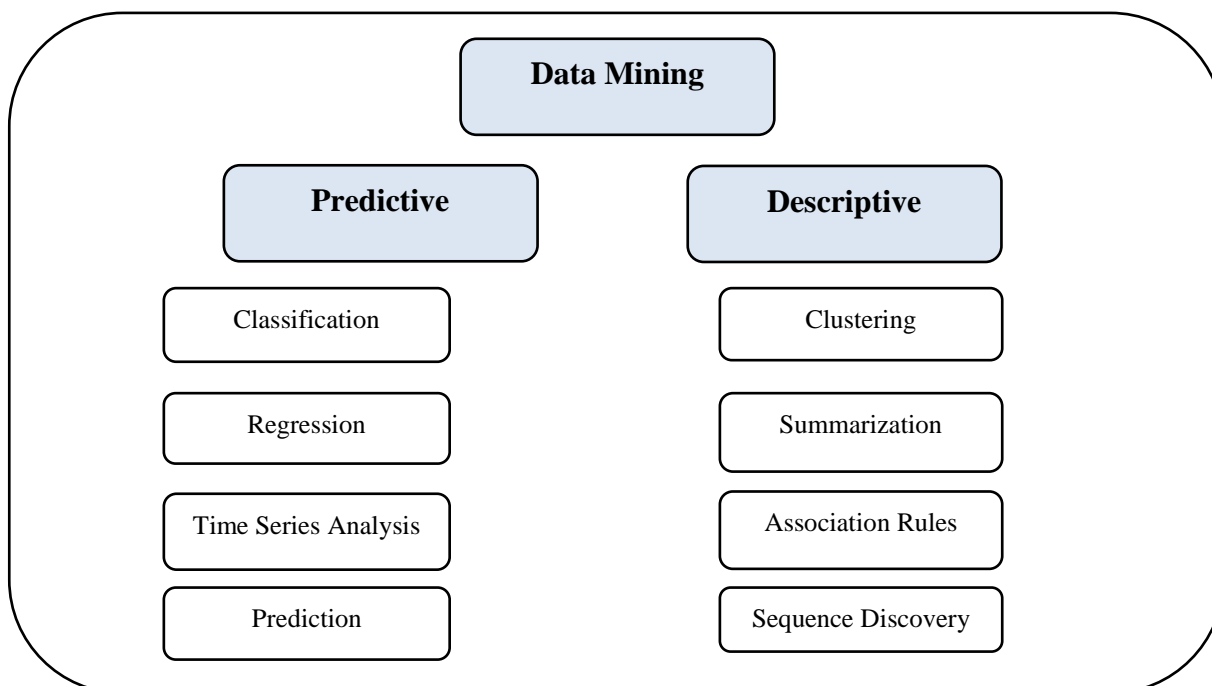 Data Mining
Predictive
Descriptive
Classification
Clustering
Regression
Summarization
Time Series Analysis
Association Rules
Prediction
Sequence Discovery